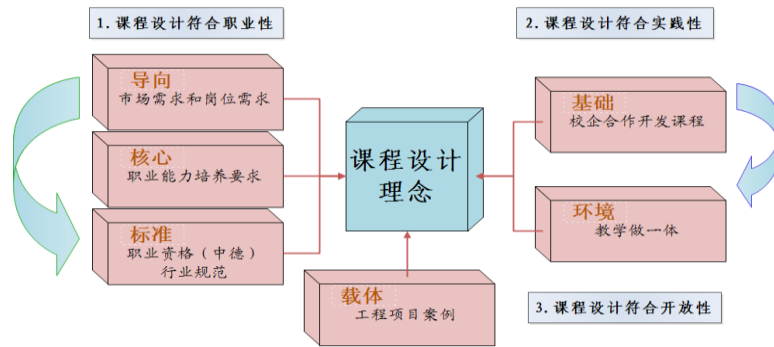 1.课程设计符合职业性
2.课程设计符合实践性
导向
市场需求和岗位需求
核心
职业能力培养要求
标准
职业资格（中德）
行业规范
课程设计
理念
基础
校企合作开发课程
环境
教学做一体
载体
工程项目案例
3.课程设计符合开放性